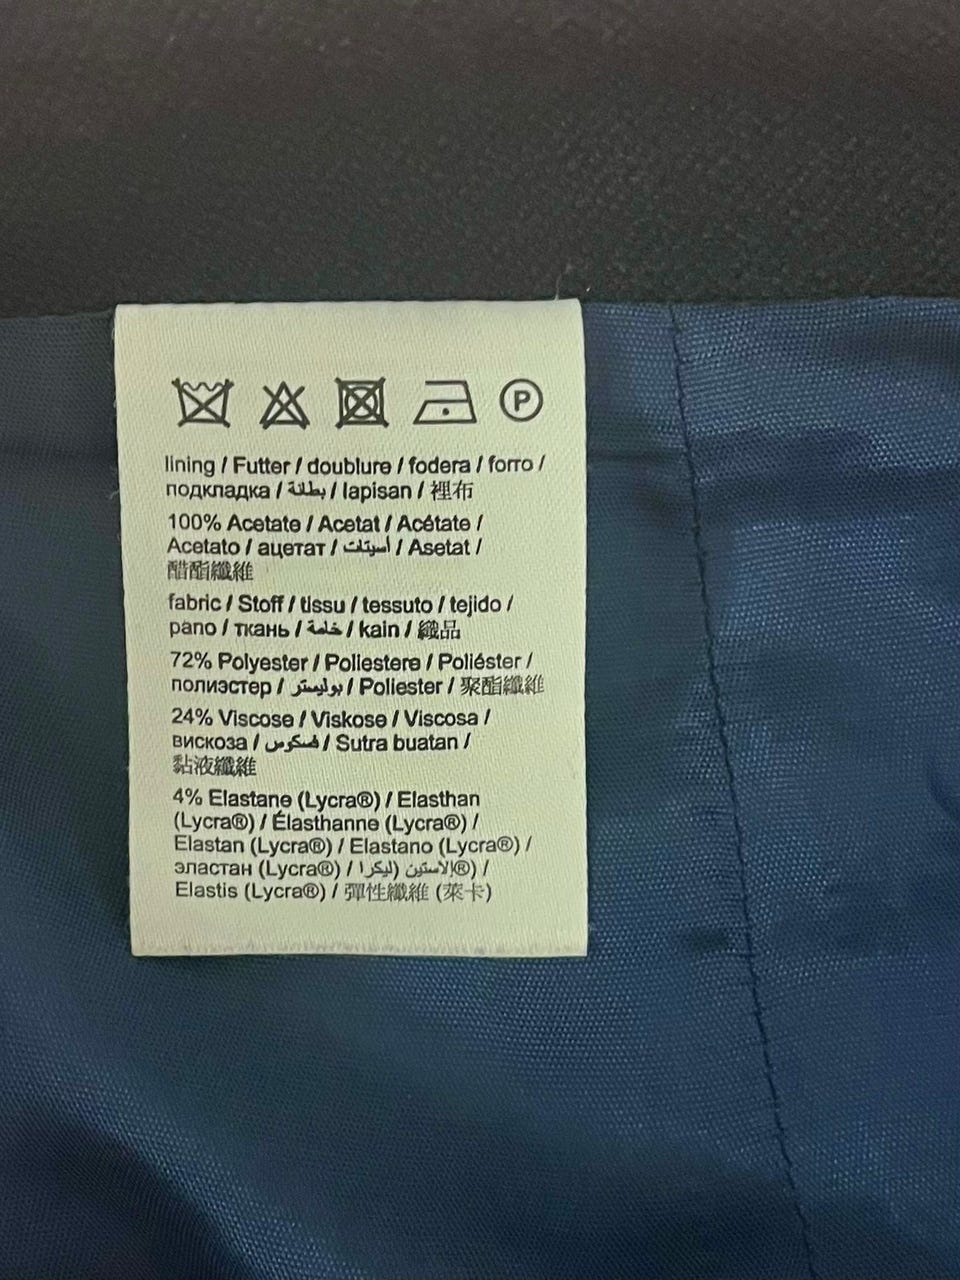 P
lining / Futter / doublure / fodera / forro /
подкладка / بطانة / lapisan / 裡布
100% Acetate / Acetat / Acétate /
Acetato / ацетат / أسيتات / Asetat /
醋酯纖維
fabric / Stoff / tissu / tessuto / tejido /
pano / ткань / خامة / kain / 織品
72% Polyester / Poliestere / Poliéster /
полиэстер / بوليستر / Poliester / 聚酯纖維
24% Viscose / Viskose / Viscosa /
вискоза / فسكوس / Sutra buatan /
黏液纖維
4% Elastane (Lycra®) / Elasthan
(Lycra®) / Élasthanne (Lycra®) /
Elastan (Lycra®) / Elastano (Lycra®) /
эластан (Lycra®) / الإلاستين (ليكرا®) /
Elastis (Lycra®) / 彈性纖維 (萊卡)